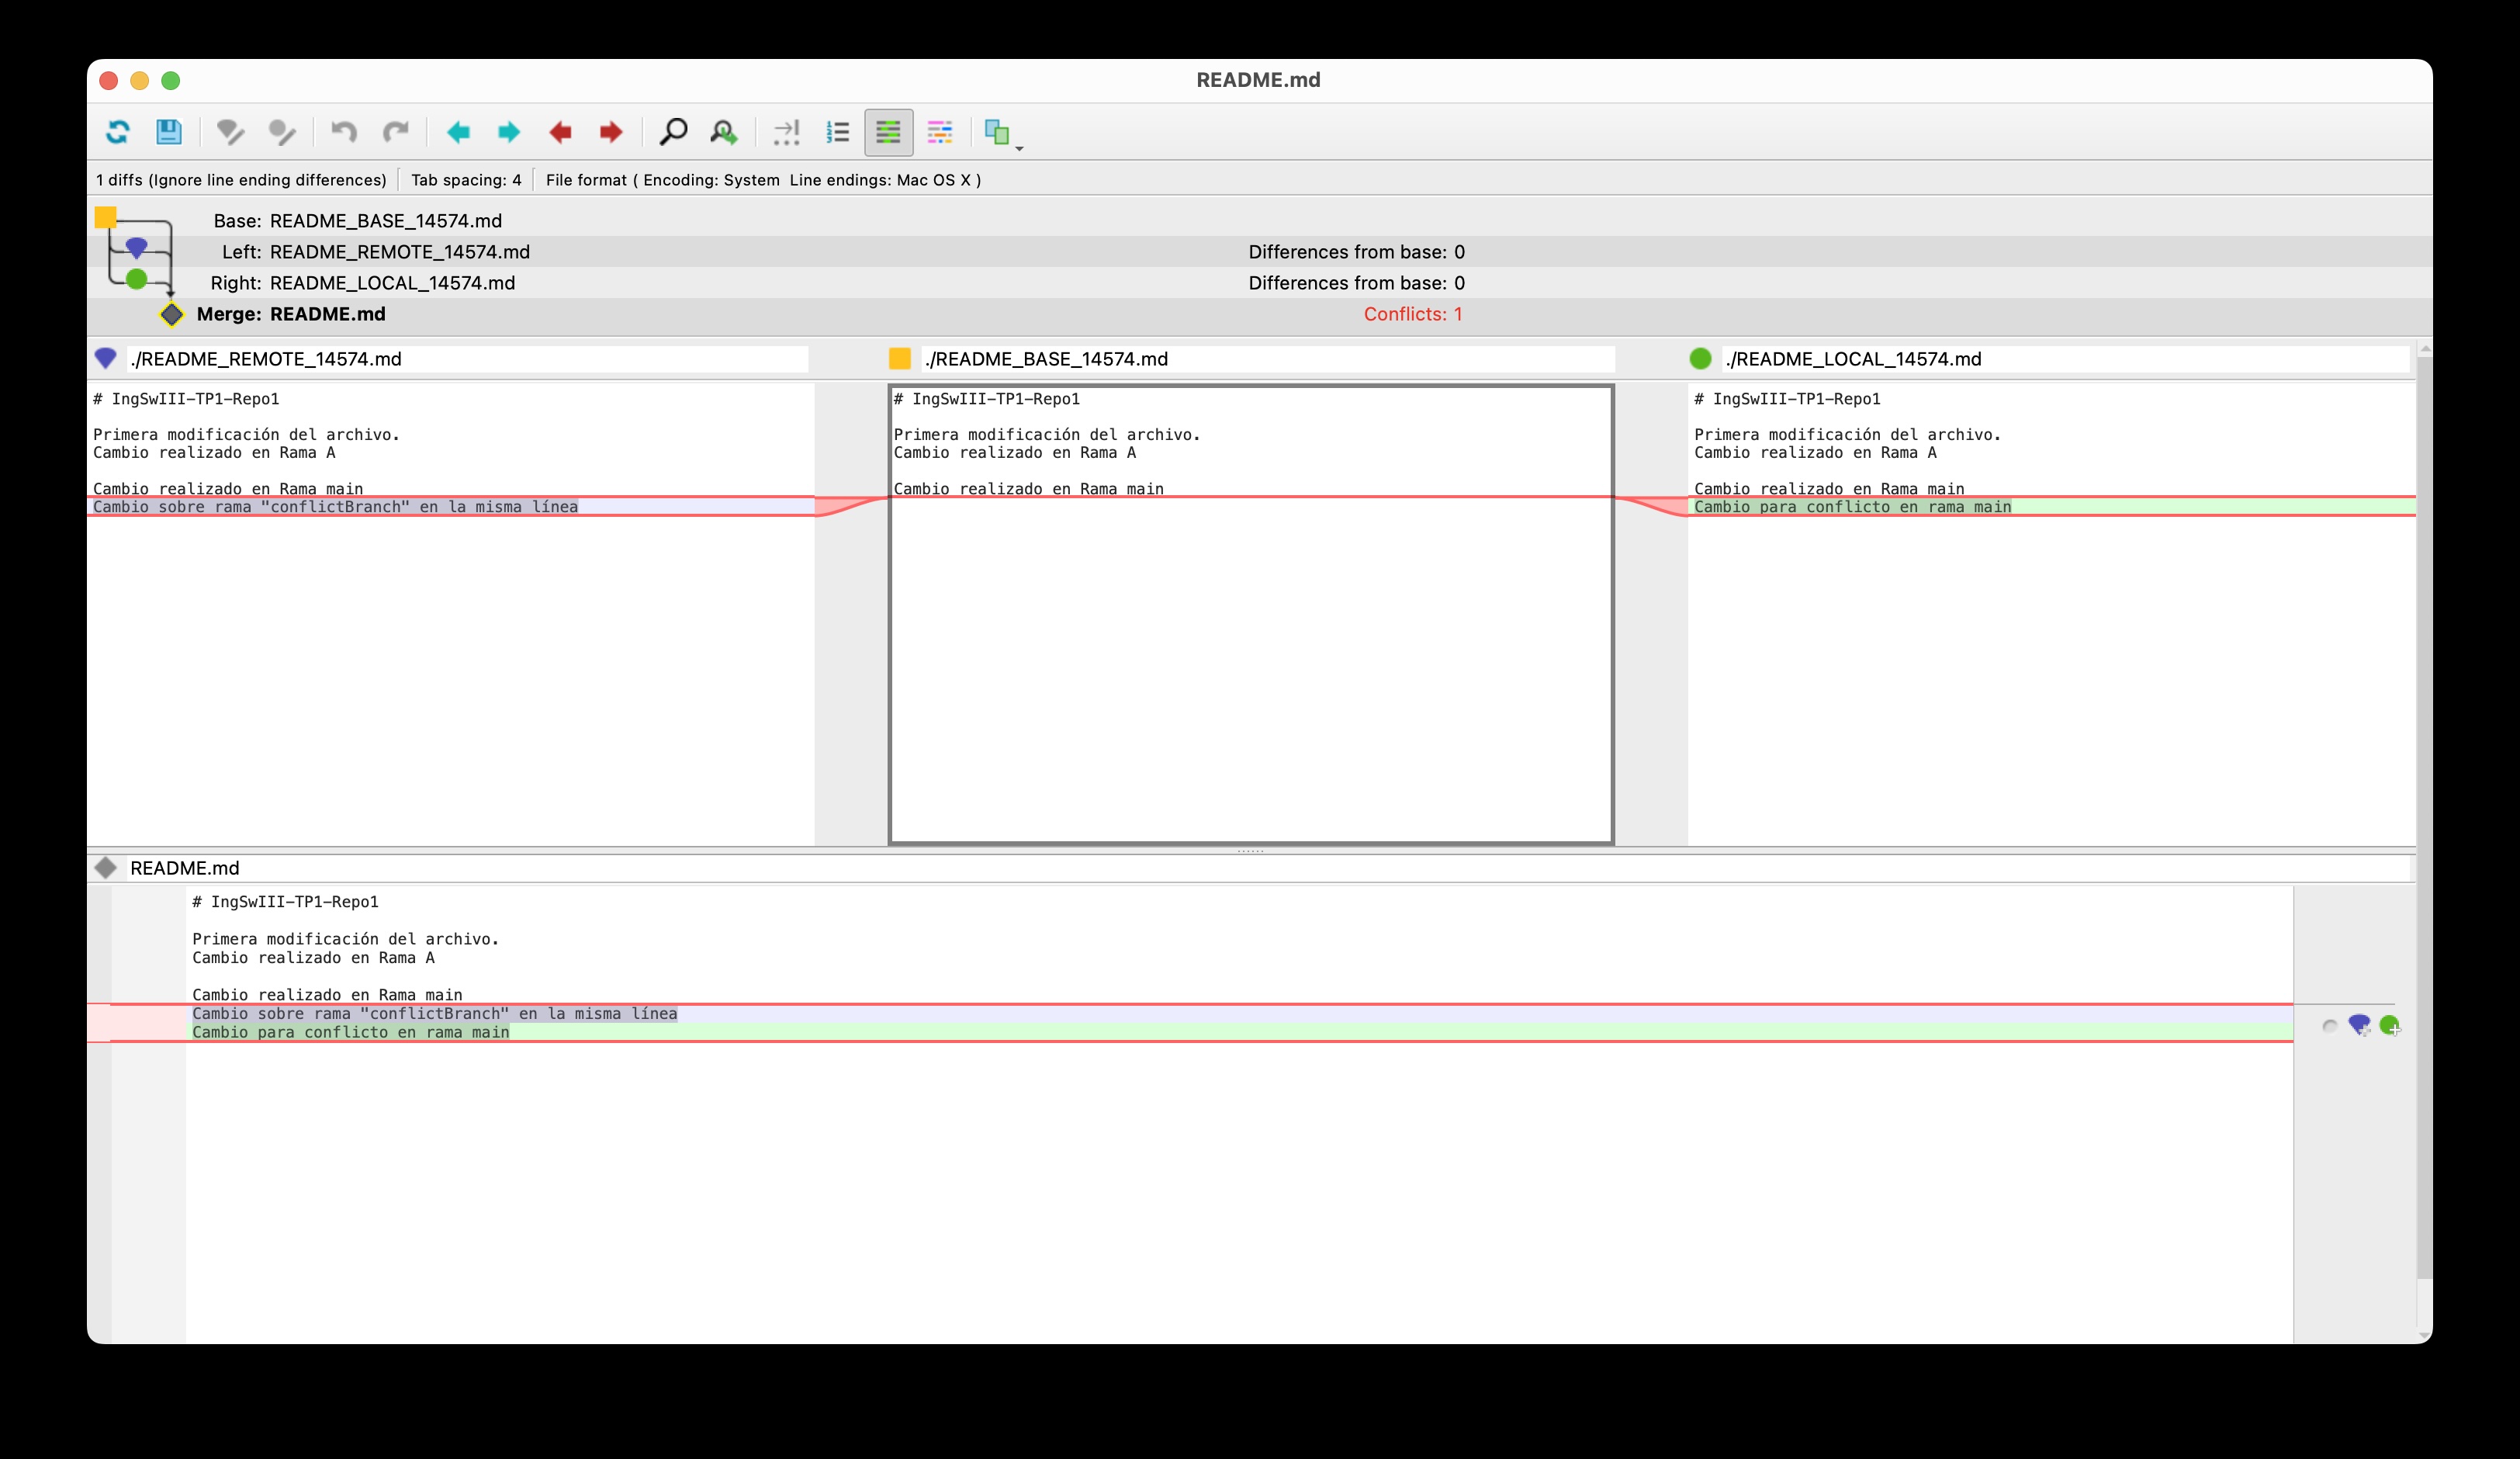 README.md
1 diffs (Ignore line ending differences) Tab spacing: 4 File format ( Encoding: System Line endings: Mac OS X )
Base: README_BASE_14574.md
Left: README_REMOTE_14574.md Differences from base: 0
Right: README_LOCAL_14574.md Differences from base: 0
Merge: README.md Conflicts: 1
./README_REMOTE_14574.md
# IngSwIII-TP1-Repo1
Primera modificación del archivo.
Cambio realizado en Rama A
Cambio realizado en Rama main
Cambio sobre rama "conflictBranch" en la misma línea
./README_BASE_14574.md
# IngSwIII-TP1-Repo1
Primera modificación del archivo.
Cambio realizado en Rama A
Cambio realizado en Rama main
./README_LOCAL_14574.md
# IngSwIII-TP1-Repo1
Primera modificación del archivo.
Cambio realizado en Rama A
Cambio realizado en Rama main
Cambio para conflicto en rama main
README.md
# IngSwIII-TP1-Repo1
Primera modificación del archivo.
Cambio realizado en Rama A
Cambio realizado en Rama main
Cambio sobre rama "conflictBranch" en la misma línea
Cambio para conflicto en rama main